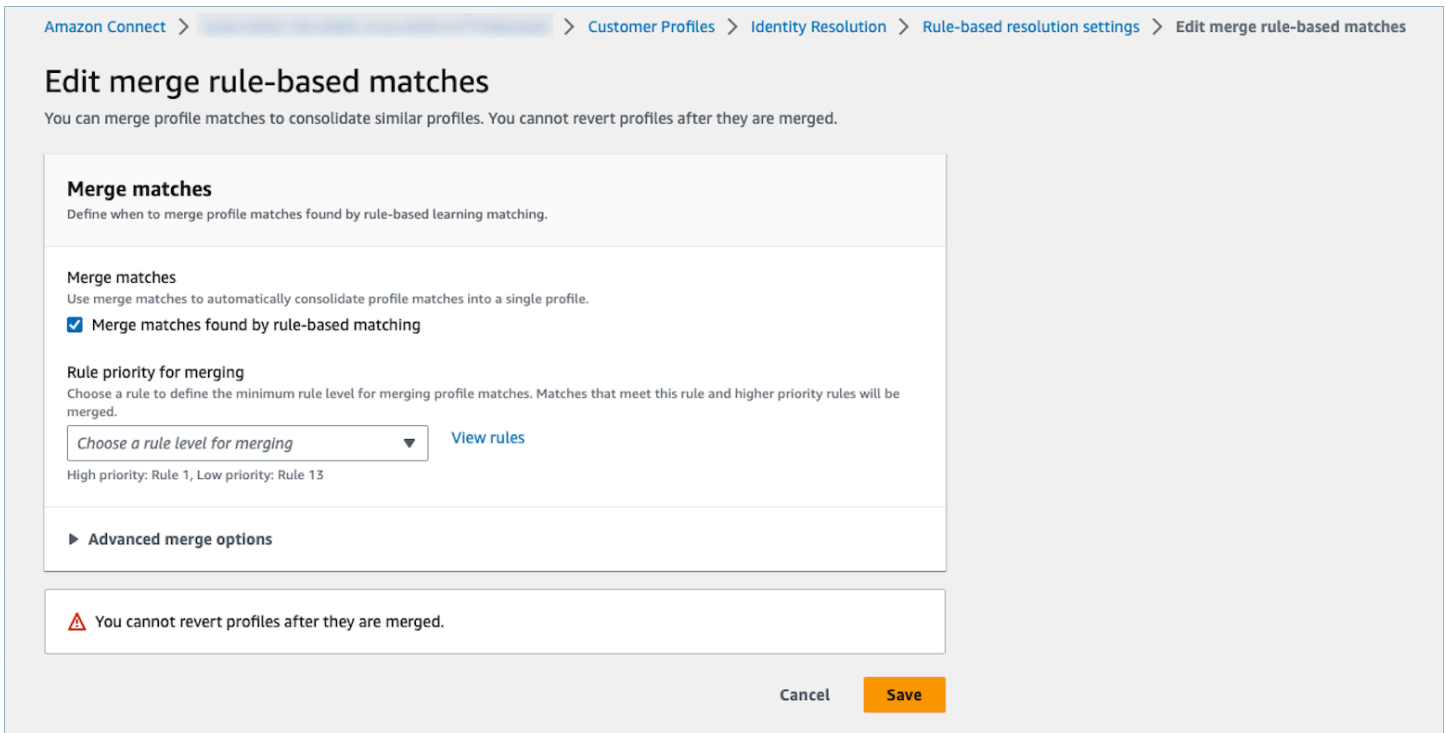 Amazon Connect > > Customer Profiles > Identity Resolution > Rule-based resolution settings > Edit merge rule-based matches
Edit merge rule-based matches
You can merge profile matches to consolidate similar profiles. You cannot revert profiles after they are merged.
Merge matches
Define when to merge profile matches found by rule-based learning matching.
Merge matches
Use merge matches to automatically consolidate profile matches into a single profile.
Merge matches found by rule-based matching
Rule priority for merging
Choose a rule to define the minimum rule level for merging profile matches. Matches that meet this rule and higher priority rules will be
merged.
Choose a rule level for merging View rules
High priority: Rule 1, Low priority: Rule 13
Advanced merge options
You cannot revert profiles after they are merged.
Cancel Save